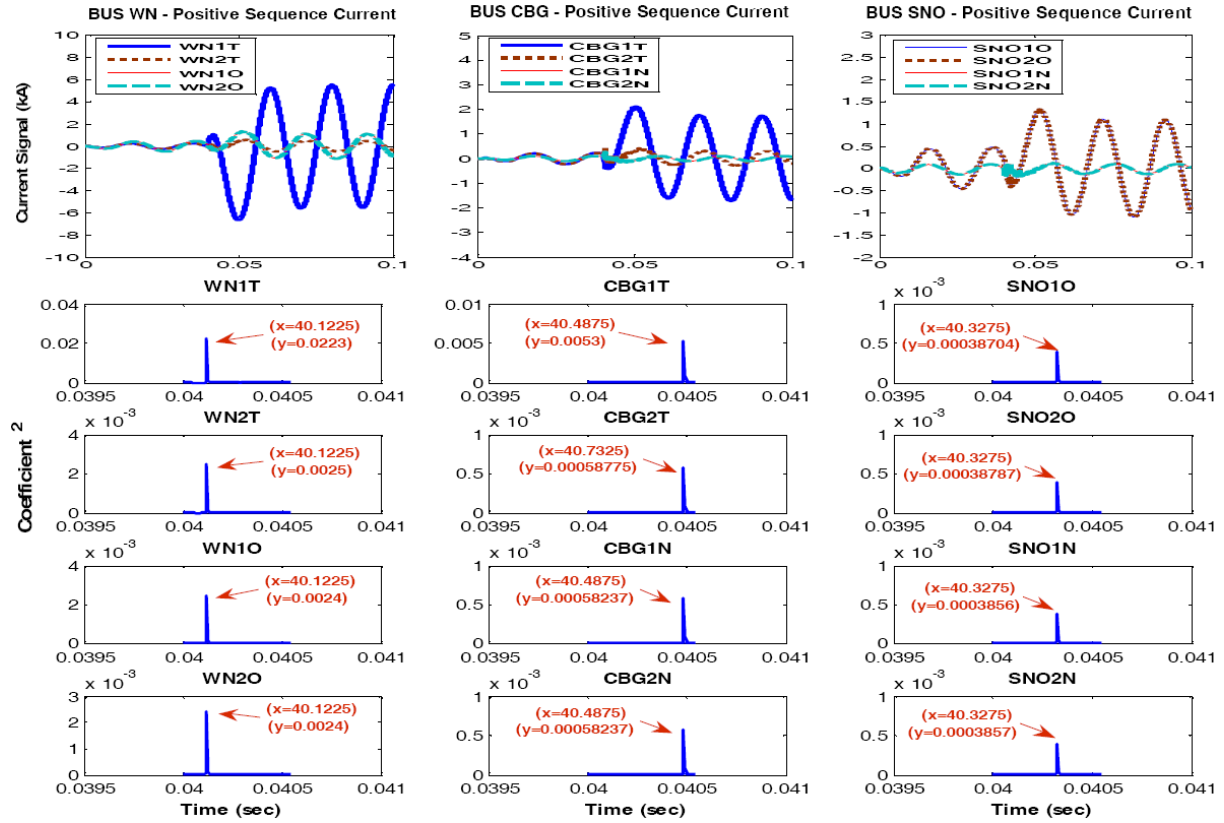 BUS WN - Positive Sequence Current
BUS CBG - Positive Sequence Current
BUS SNO - Positive Sequence Current
Current Signal (kA)
10
8
6
4
2
0
-2
-4
-6
-8
-10
WN1T
WN2T
WN1O
WN2O
0
0.05
0.1
5
4
3
2
1
0
-1
-2
-3
-4
CBG1T
CBG2T
CBG1N
CBG2N
0
0.05
0.1
3
2.5
2
1.5
1
0.5
0
-0.5
-1
-1.5
-2
SNO1O
SNO2O
SNO1N
SNO2N
0
0.05
0.1
Coefficient 2
WN1T
0.04
0.02
0
(x=40.1225)
(y=0.0223)
0.0395
0.04
0.0405
0.041
CBG1T
0.01
0.005
0
(x=40.4875)
(y=0.0053)
0.0395
0.04
0.0405
0.041
SNO1O
x 10-3
1
0.5
0
(x=40.3275)
(y=0.00038704)
0.0395
0.04
0.0405
0.041
WN2T
x 10-3
4
2
0
(x=40.1225)
(y=0.0025)
0.0395
0.04
0.0405
0.041
CBG2T
x 10-3
1
0.5
0
(x=40.7325)
(y=0.00058775)
0.0395
0.04
0.0405
0.041
SNO2O
x 10-3
1
0.5
0
(x=40.3275)
(y=0.00038787)
0.0395
0.04
0.0405
0.041
WN1O
x 10-3
4
2
0
(x=40.1225)
(y=0.0024)
0.0395
0.04
0.0405
0.041
CBG1N
x 10-3
1
0.5
0
(x=40.4875)
(y=0.00058237)
0.0395
0.04
0.0405
0.041
SNO1N
x 10-3
1
0.5
0
(x=40.3275)
(y=0.0003856)
0.0395
0.04
0.0405
0.041
WN2O
x 10-3
3
2
1
0
(x=40.1225)
(y=0.0024)
0.0395
0.04
0.0405
0.041
Time (sec)
CBG2N
x 10-3
1
0.5
0
(x=40.4875)
(y=0.00058237)
0.0395
0.04
0.0405
0.041
Time (sec)
SNO2N
x 10-3
1
0.5
0
(x=40.3275)
(y=0.0003857)
0.0395
0.04
0.0405
0.041
Time (sec)